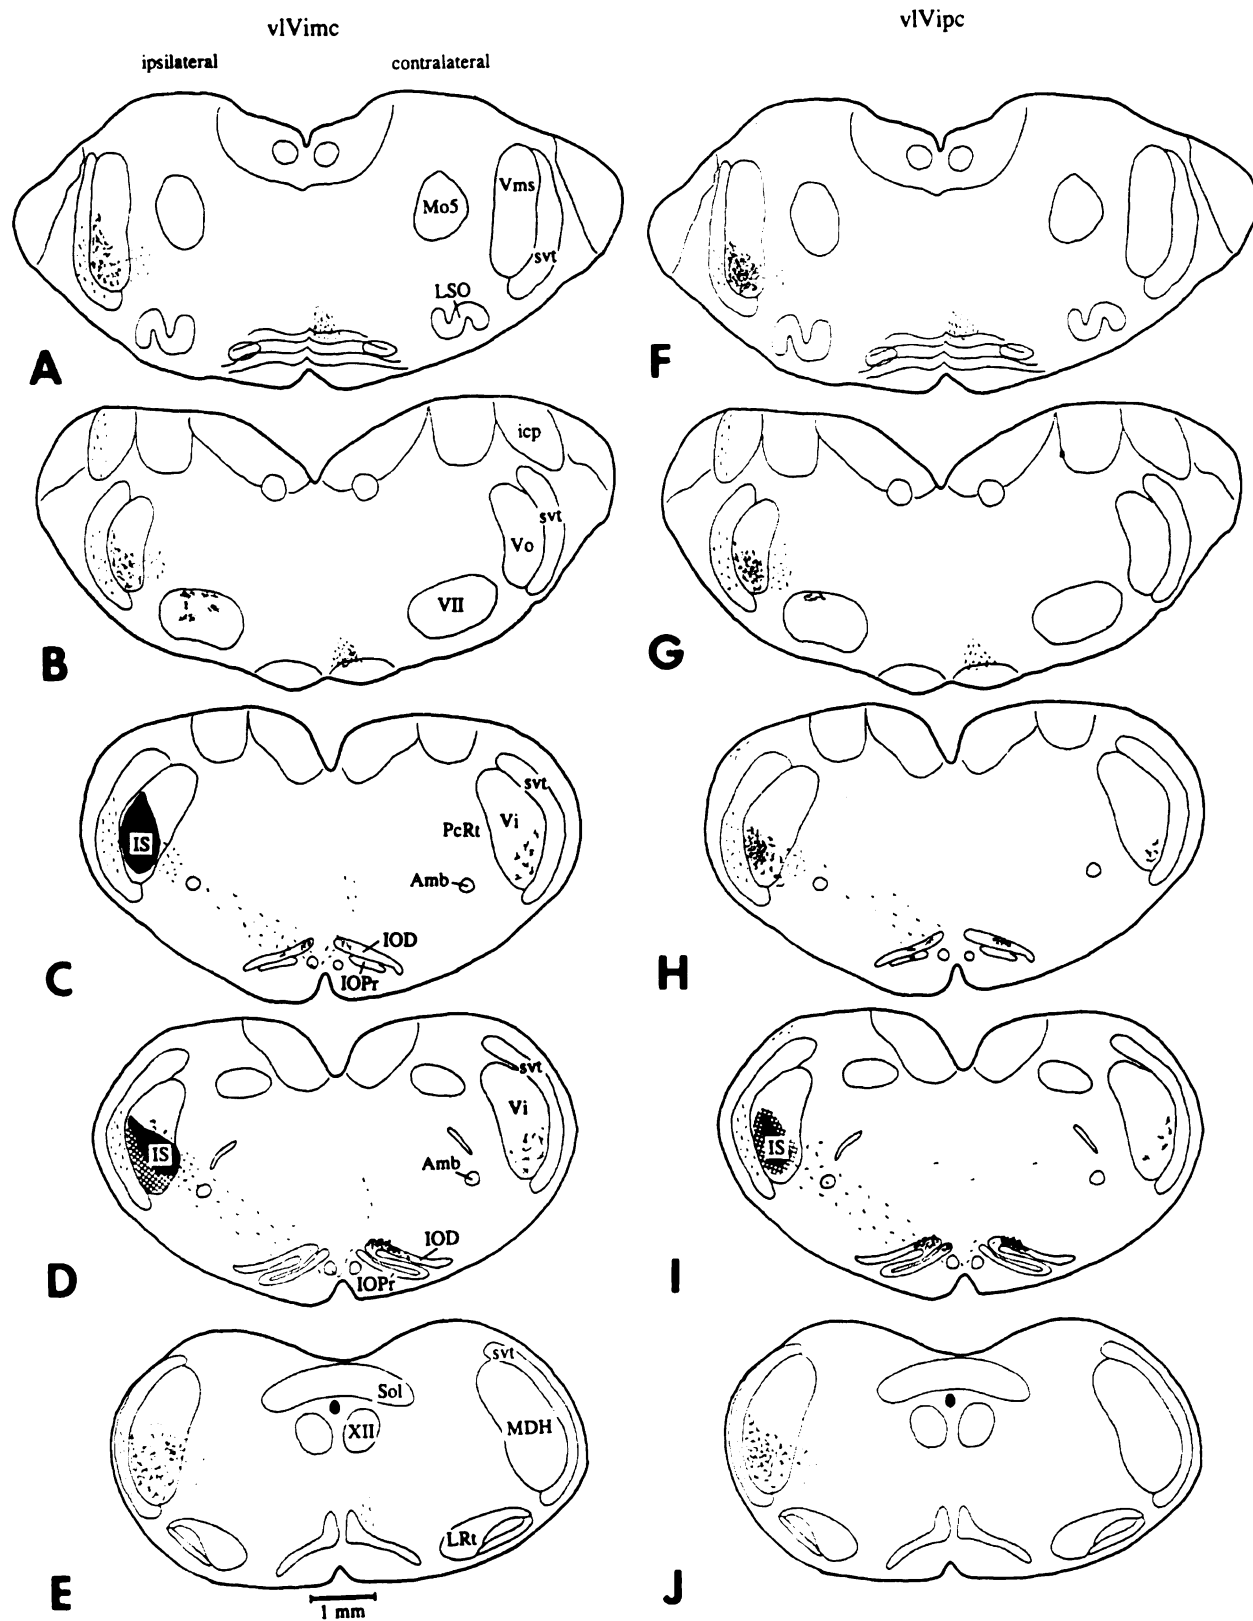 vlVimc
vlVipc
ipsilateral
contralateral
Mo5
Vms
svt
LSO
A
F
icp
svt
Vo
VII
B
G
svt
Vi
PcRt
IS
Amb
IOD
IOPr
C
H
svt
Vi
IS
IS
Amb
IOD
IOPr
D
I
svt
Sol
XII
MDH
LRt
E
J
1 mm